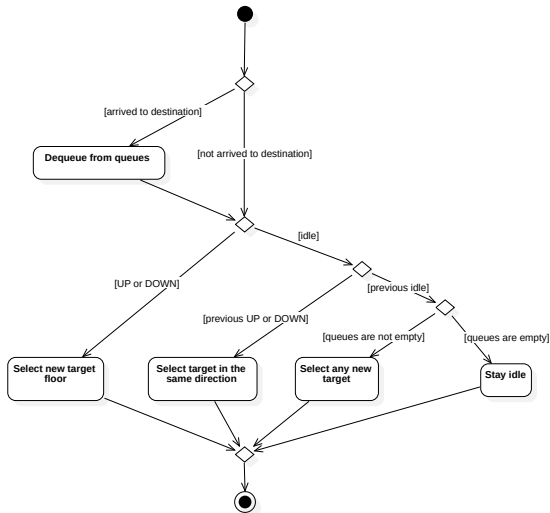 [arrived to destination]
Dequeue from queues
[not arrived to destination]
[idle]
[UP or DOWN]
[previous idle]
[previous UP or DOWN]
[queues are not empty]
[queues are empty]
Select new target
floor
Select target in the
same direction
Select any new
target
Stay idle